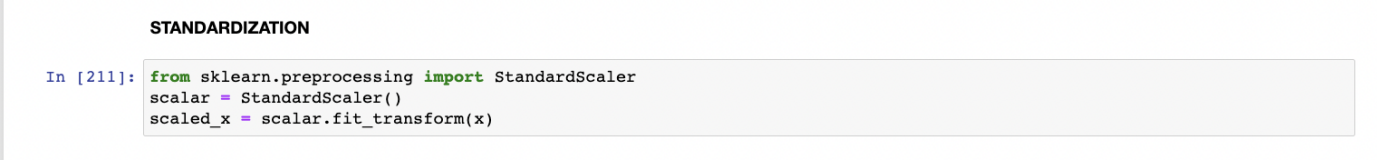 STANDARDIZATION
In [211]: from sklearn.preprocessing import StandardScaler
scalar = StandardScaler()
scaled_x = scalar.fit_transform(x)